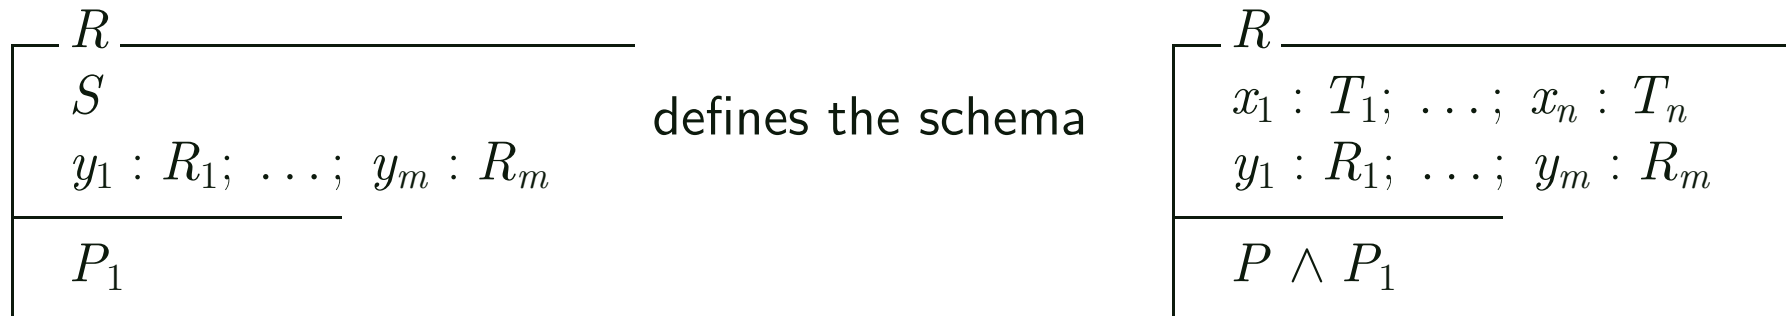 R
S
y₁ : R₁; …; yₘ : Rₘ
P₁
defines the schema
R
x₁ : T₁; …; xₙ : Tₙ
y₁ : R₁; …; yₘ : Rₘ
P ∧ P₁